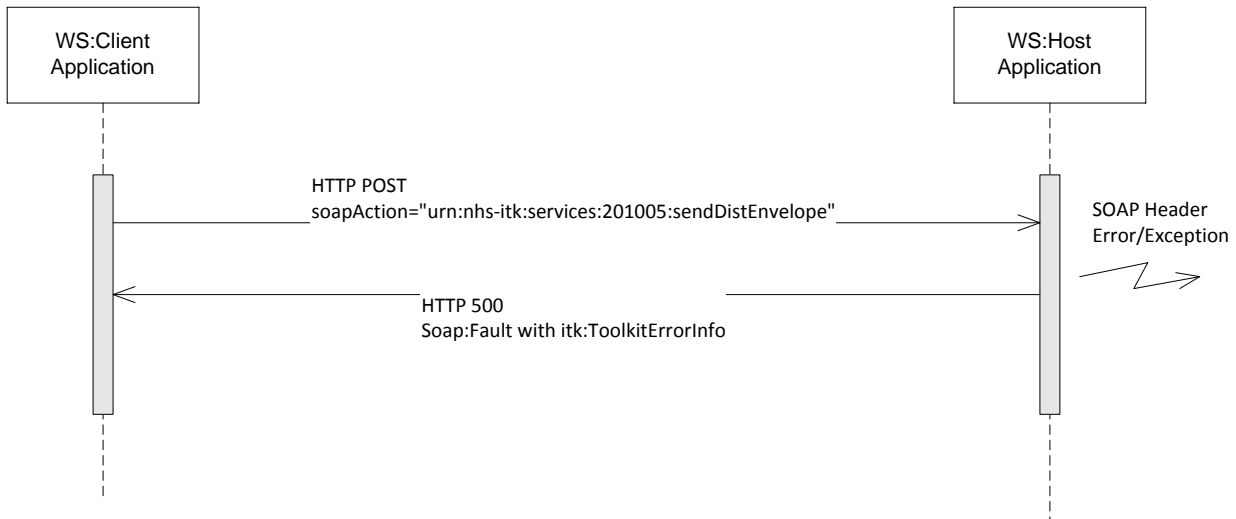 WS:Client
Application
WS:Host
Application
HTTP POST
soapAction="urn:nhs-itk:services:201005:sendDistEnvelope"
SOAP Header
Error/Exception
HTTP 500
Soap:Fault with itk:ToolkitErrorInfo